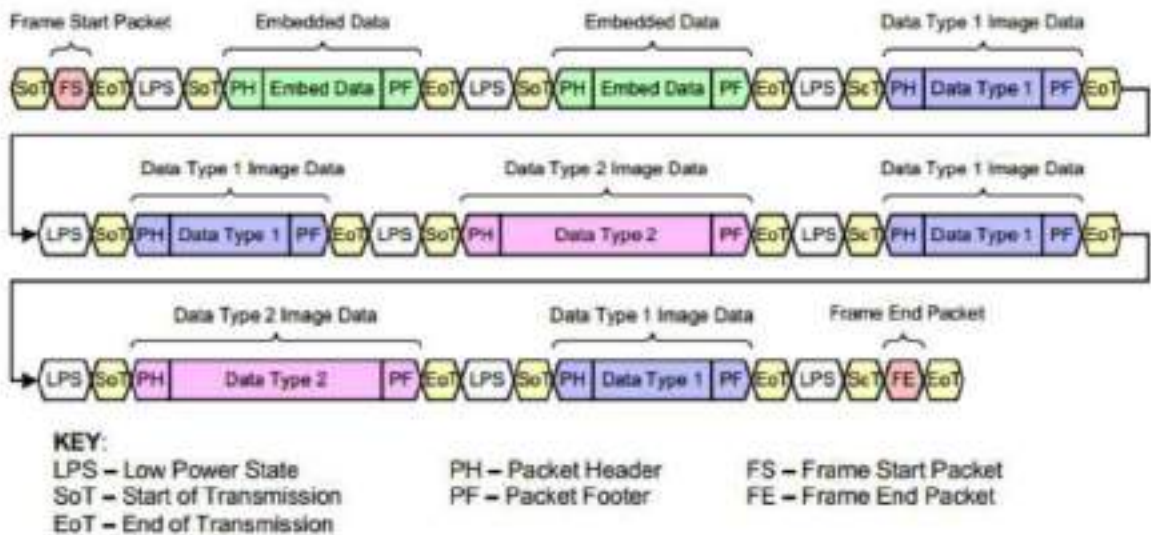 Frame Start Packet Embedded Data Embedded Data Data Type 1 Image Data
SoT FS EoT LPS SoT PH Embed Data PF EoT LPS SoT PH Embed Data PF EoT LPS SoT PH Data Type 1 PF EoT
Data Type 1 Image Data Data Type 2 Image Data Data Type 1 Image Data
LPS SoT PH Data Type 1 PF EoT LPS SoT PH Data Type 2 PF EoT LPS SoT PH Data Type 1 PF EoT
Data Type 2 Image Data Data Type 1 Image Data Frame End Packet
LPS SoT PH Data Type 2 PF EoT LPS SoT PH Data Type 1 PF EoT LPS SoT FE EoT
KEY:
LPS – Low Power State PH – Packet Header FS – Frame Start Packet
SoT – Start of Transmission PF – Packet Footer FE – Frame End Packet
EoT – End of Transmission